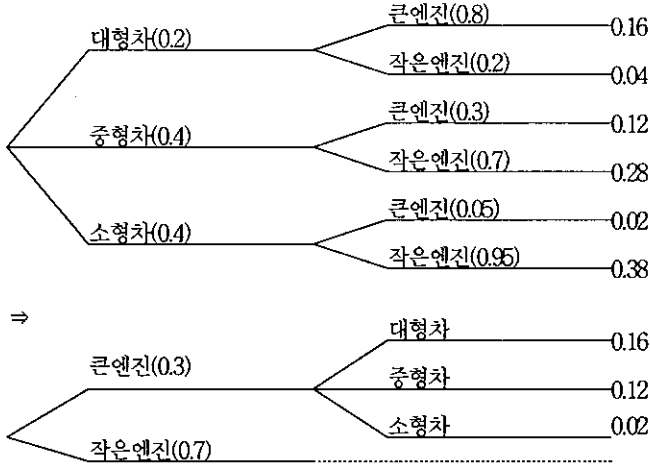 큰엔진(0.8)
대형차(0.2)
0.16
작은엔진(0.2)
0.04
큰엔진(0.3)
중형차(0.4)
0.12
작은엔진(0.7)
0.28
큰엔진(0.05)
소형차(0.4)
0.02
작은엔진(0.95)
0.38
⇒
대형차
0.16
큰엔진(0.3)
중형차
0.12
소형차
0.02
작은엔진(0.7)